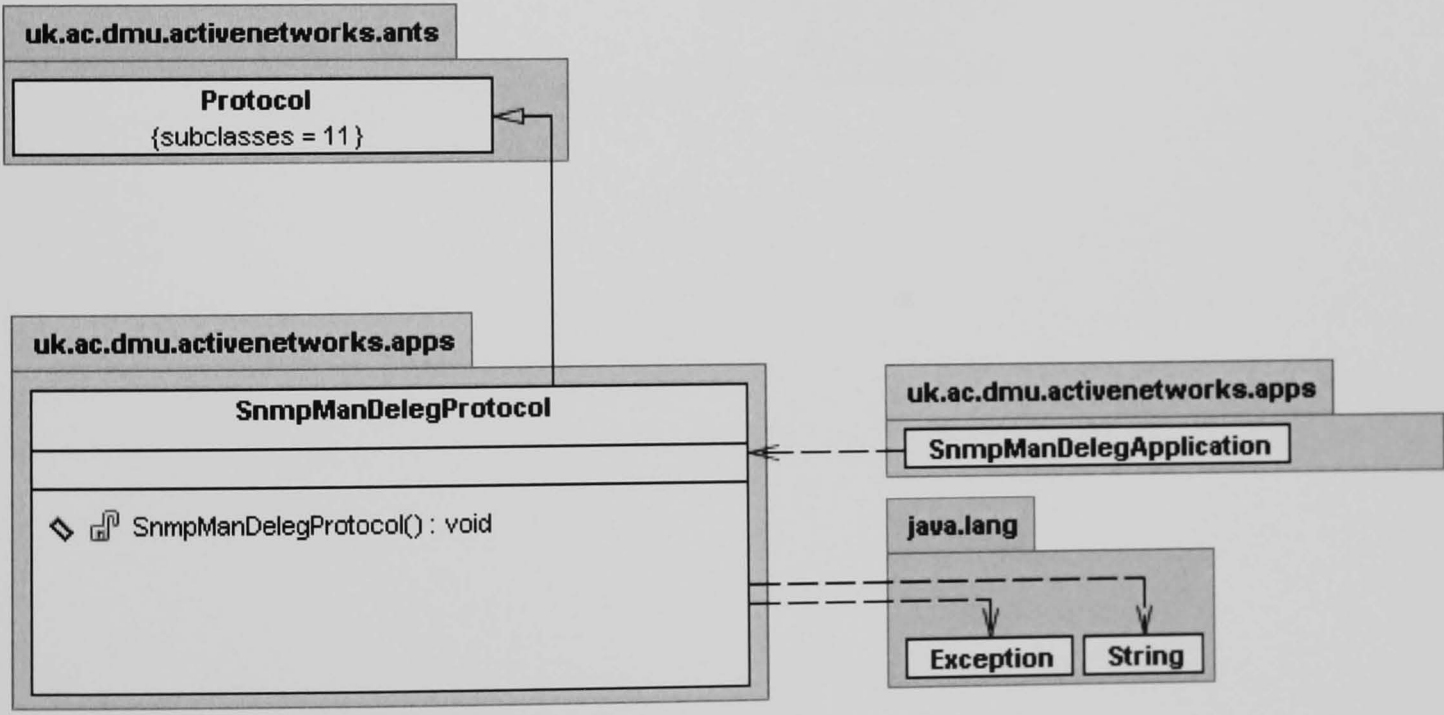 uk.ac.dmu.activenetworks.ants
Protocol
{subclasses = 11}
uk.ac.dmu.activenetworks.apps
SnmpManDelegProtocol
SnmpManDelegProtocol() : void
uk.ac.dmu.activenetworks.apps
SnmpManDelegApplication
java.lang
Exception
String